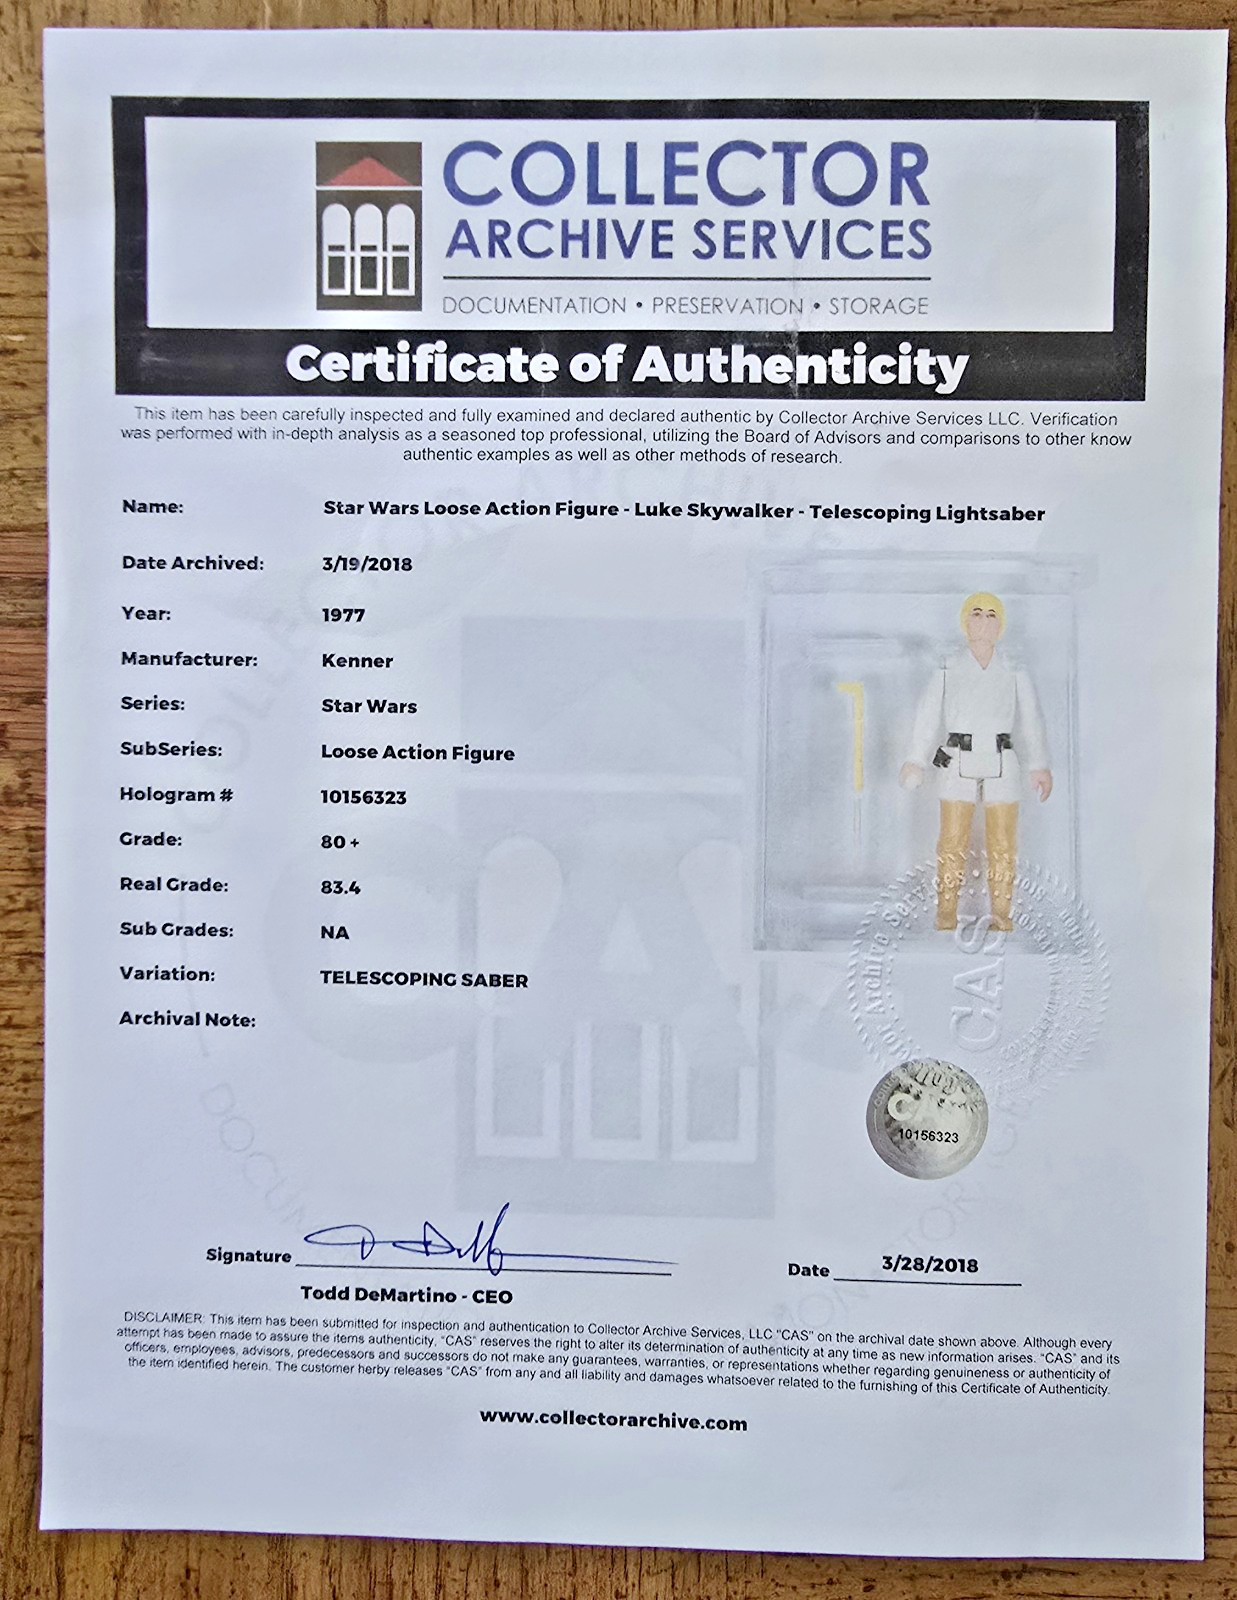 COLLECTOR
ARCHIVE SERVICES
DOCUMENTATION • PRESERVATION • STORAGE
Certificate of Authenticity
This item has been carefully inspected and fully examined and declared authentic by Collector Archive Services LLC. Verification
was performed with in-depth analysis as a seasoned top professional, utilizing the Board of Advisors and comparisons to other know
authentic examples as well as other methods of research.
Name: Star Wars Loose Action Figure - Luke Skywalker - Telescoping Lightsaber
Date Archived: 3/19/2018
Year: 1977
Manufacturer: Kenner
Series: Star Wars
SubSeries: Loose Action Figure
Hologram # 10156323
Grade: 80 +
Real Grade: 83.4
Sub Grades: NA
Variation: TELESCOPING SABER
Archival Note:
Archive Services
CAS
CAS
10156323
Signature
Todd DeMartino - CEO
Date 3/28/2018
DISCLAIMER: This item has been submitted for inspection and authentication to Collector Archive Services, LLC "CAS" on the archival date shown above. Although every
attempt has been made to assure the items authenticity, "CAS" reserves the right to alter its determination of authenticity at any time as new information arises. "CAS" and its
officers, employees, advisors, predecessors and successors do not make any guarantees, warranties, or representations whether regarding genuineness or authenticity of
the item identified herein. The customer herby releases "CAS" from any and all liability and damages whatsoever related to the furnishing of this Certificate of Authenticity.
www.collectorarchive.com